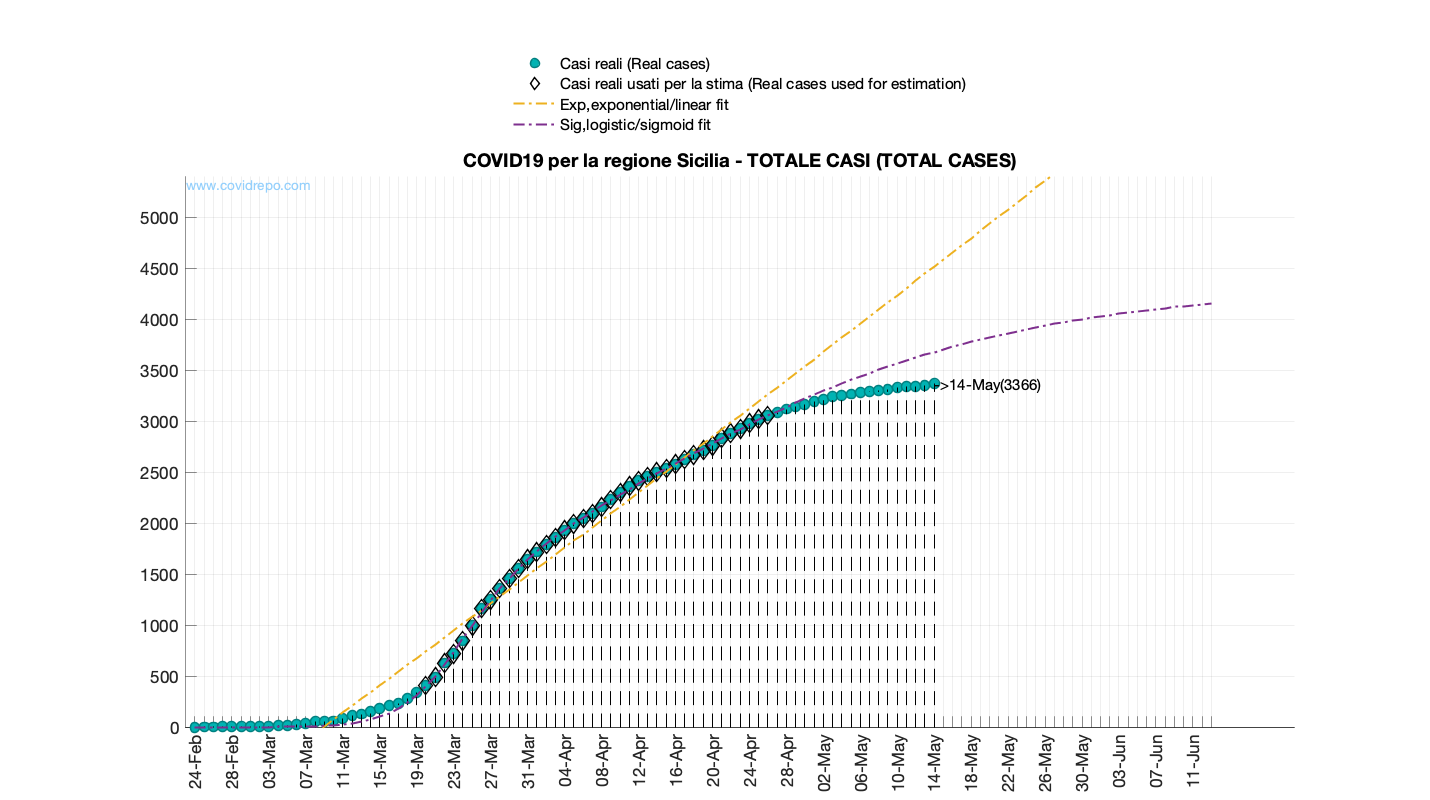 Casi reali (Real cases)
Casi reali usati per la stima (Real cases used for estimation)
Exp,exponential/linear fit
Sig,logistic/sigmoid fit
COVID19 per la regione Sicilia - TOTALE CASI (TOTAL CASES)
www.covidrepo.com
5000
4500
4000
3500
3000
2500
2000
1500
1000
500
0
>14-May(3366)
24-Feb
28-Feb
03-Mar
07-Mar
11-Mar
15-Mar
19-Mar
23-Mar
27-Mar
31-Mar
04-Apr
08-Apr
12-Apr
16-Apr
20-Apr
24-Apr
28-Apr
02-May
06-May
10-May
14-May
18-May
22-May
26-May
30-May
03-Jun
07-Jun
11-Jun